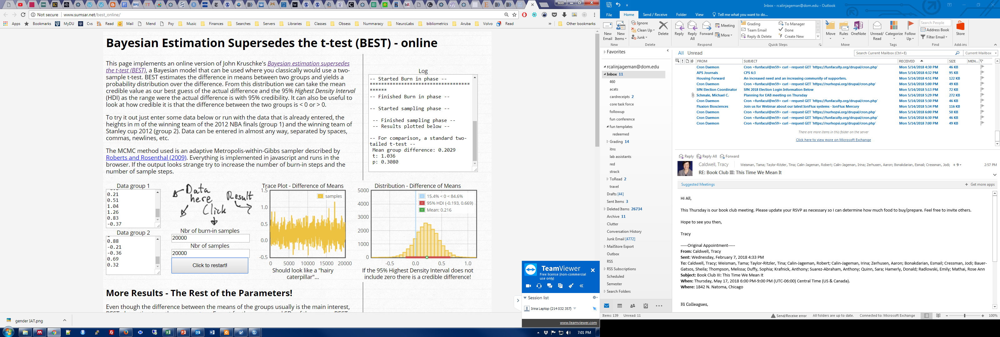 Bob
Not secure | www.sumsar.net/best_online/
Apps Bookmarks MyDU Cvs Read Mail Mend Pxy Music Finances Searches Servers Libraries Classes Obsess Nummaracy NeuroLabs bibliometrics Aruba Volvo Read » Other bookmarks
Bayesian Estimation Supersedes the t-test (BEST) - online
This page implements an online version of John Kruschke's Bayesian estimation supersedes
the t-test (BEST), a Bayesian model that can be used where you classically would use a two-
sample t-test. BEST estimates the difference in means between two groups and yields a
probability distribution over the difference. From this distribution we can take the mean
credible value as our best guess of the actual difference and the 95% Highest Density Interval
(HDI) as the range were the actual difference is with 95% credibility. It can also be useful to
look at how credible it is that the difference between the two groups is < 0 or > 0.
To try it out just enter some data below or run with the data that is already entered, the
heights in m of the winning team of the 2012 NBA finals (group 1) and the winning team of
Stanley cup 2012 (group 2). Data can be entered in almost any way, separated by spaces,
commas, newlines, etc.
The MCMC method used is an adaptive Metropolis-within-Gibbs sampler described by
Roberts and Rosenthal (2009). Everything is implemented in javascript and runs in the
browser. If the output looks strange try to increase the number of burn-in steps and the
number of sample steps.
Log
-- Started Burn in phase --
**********************************
******
-- Finished Burn in phase --
-- Started sampling phase --
-- Finished sampling phase --
-- Results plotted below --
-- For comparison, a standard two-
tailed t-test --
Mean group difference: 0.2029
t: 1.036
p: 0.3080
Data group 1
0.21
0.51
1.04
1.26
0.83
-0.37
Data group 2
0.88
-0.21
-0.36
0.69
0.32
Data
here
Click
Result
Nbr of burn-in samples
20000
Nbr of samples
20000
Click to restart!
Trace Plot - Difference of Means
samples
1.5
1.0
0.5
0.0
-0.5
0 5000 10000 15000 20000
Should look like a "hairy
caterpillar"...
Distribution - Difference of Means
15.4% < 0 < 84.6%
95% HDI (-0.193, 0.669)
Mean: 0.216
5000
4000
3000
2000
1000
0
-0.5 0.0 0.5 1.0
If the 95% Highest Density Interval does not
include zero there is a credible difference!
More Results - The Rest of the Parameters!
Even though the difference between the means of the groups usually is the main interest,
gender IAT.png
TeamViewer
Free license (non-commercial
use only)
Session list
Irina Laptop (214 032 357)
www.teamviewer.com
7:01 PM
Inbox - rcalinjageman@dom.edu - Outlook
File Home Send / Receive Folder View Tell me what you want to do...
New
Email
New
Items
New
Ignore
Clean Up
Junk
Delete
Delete
Reply
Reply
All
Forward
Meeting
More
Respond
Grading
Team Email
Reply & Delete
To Manager
Done
Create New
Quick Steps
Move
Rules
OneNote
Move
Unread/
Read
Categorize
Follow
Up
Tags
Search People
Address Book
Filter Email
Find
Store
Add-ins
Favorites
rcalinjageman@dom.edu
Inbox 11
460
acats
cardreceipts 2
core task force
followup
fun conference
fun templates
redeemed
Grading 14
itns
lab assistants
red
strack
ToRead 2
travel
Drafts [44]
Sent Items 3
Deleted Items 26734
Archive 11
Clutter
Conversation History
Junk Email [4772]
MailStore Export
Outbox
RSS
RSS Subscriptions
Scheduled
Semester
Search Folders
All Unread
Search Current Mailbox (Ctrl+E) Current Mailbox
FROM SUBJECT RECEIVED SIZE MEN...
Cron Daemon Cron <funfacul@m59> curl --request GET 'https://funfaculty.org/drupal/cron.php' Mon 5/14/2018 4:30 PM 46 KB
APS Journals CPS 6:3 Mon 5/14/2018 4:32 PM 95 KB
Housing Forward An increased need and an increasing community of supporters. Mon 5/14/2018 4:51 PM 122 KB
Cron Daemon Cron <funfacul@m59> curl --request GET 'https://nurhopsi.org/drupal/cron.php' Mon 5/14/2018 5:00 PM 49 KB
SfN Election Coordinator SfN 2018 Election Login Information Below Mon 5/14/2018 5:13 PM 72 KB
Schmale, Michael C. Planning for EAB meeting on Thursday Mon 5/14/2018 5:29 PM 272 KB
Cron Daemon Cron <funfacul@m59> curl --request GET 'https://funfaculty.org/drupal/cron.php' Mon 5/14/2018 5:30 PM 46 KB
Fluxion Biosciences Join us for Webinar about our latest IonFlux systems - IonFlux Mercury Mon 5/14/2018 5:34 PM 116 KB
Cron Daemon Cron <funfacul@m59> curl --request GET 'https://nurhopsi.org/drupal/cron.php' Mon 5/14/2018 6:00 PM 50 KB
Cron Daemon Cron <funfacul@m59> curl --request GET 'https://funfaculty.org/drupal/cron.php' Mon 5/14/2018 6:30 PM 46 KB
Cron Daemon Cron <funfacul@m59> curl --request GET 'https://nurhopsi.org/drupal/cron.php' Mon 5/14/2018 7:00 PM 49 KB
There are more items in this folder on the server
Click here to view more on Microsoft Exchange
Reply Reply All Forward
Caldwell, Tracy Weisman, Tama; Taylor-Ritzler, Tina; Calin-Jageman, Robert; Calin-Jageman, Irina; Zerhusen, Aaron; Bonakdarian, Esmail; Cressman, Jodi; + 9 2:57 PM
RE: Book Club III: This Time We Mean It
Suggested Meetings + Get more apps
Hi All,
This Thursday is our book club meeting. Please update your RSVP as necessary so I can determine how much food to buy/prepare. Feel free to invite others.
Hope to see you then,
Tracy
-----Original Appointment-----
From: Caldwell, Tracy
Sent: Wednesday, February 7, 2018 4:33 PM
To: Caldwell, Tracy; Weisman, Tama; Taylor-Ritzler, Tina; Calin-Jageman, Robert; Calin-Jageman, Irina; Zerhusen, Aaron; Bonakdarian, Esmail; Cressman, Jodi; Bauer-
Gatsos, Sheila; Thompson, Melissa; Duffy, Sophia; Krafnick, Anthony; Suarez-Abraham, Anthony; Quinn, Sara; Hamerly, Donald; Radlowski, Emily; Mathai, Rose Ann
Subject: Book Club III: This Time We Mean It
When: Thursday, May 17, 2018 6:00 PM-9:00 PM (UTC-06:00) Central Time (US & Canada).
Where: 1842 N. Natoma, Chicago
Hi Colleagues,
Items: 139 Unread: 11 Send/Receive error All folders are up to date. Connected to: Microsoft Exchange 100%